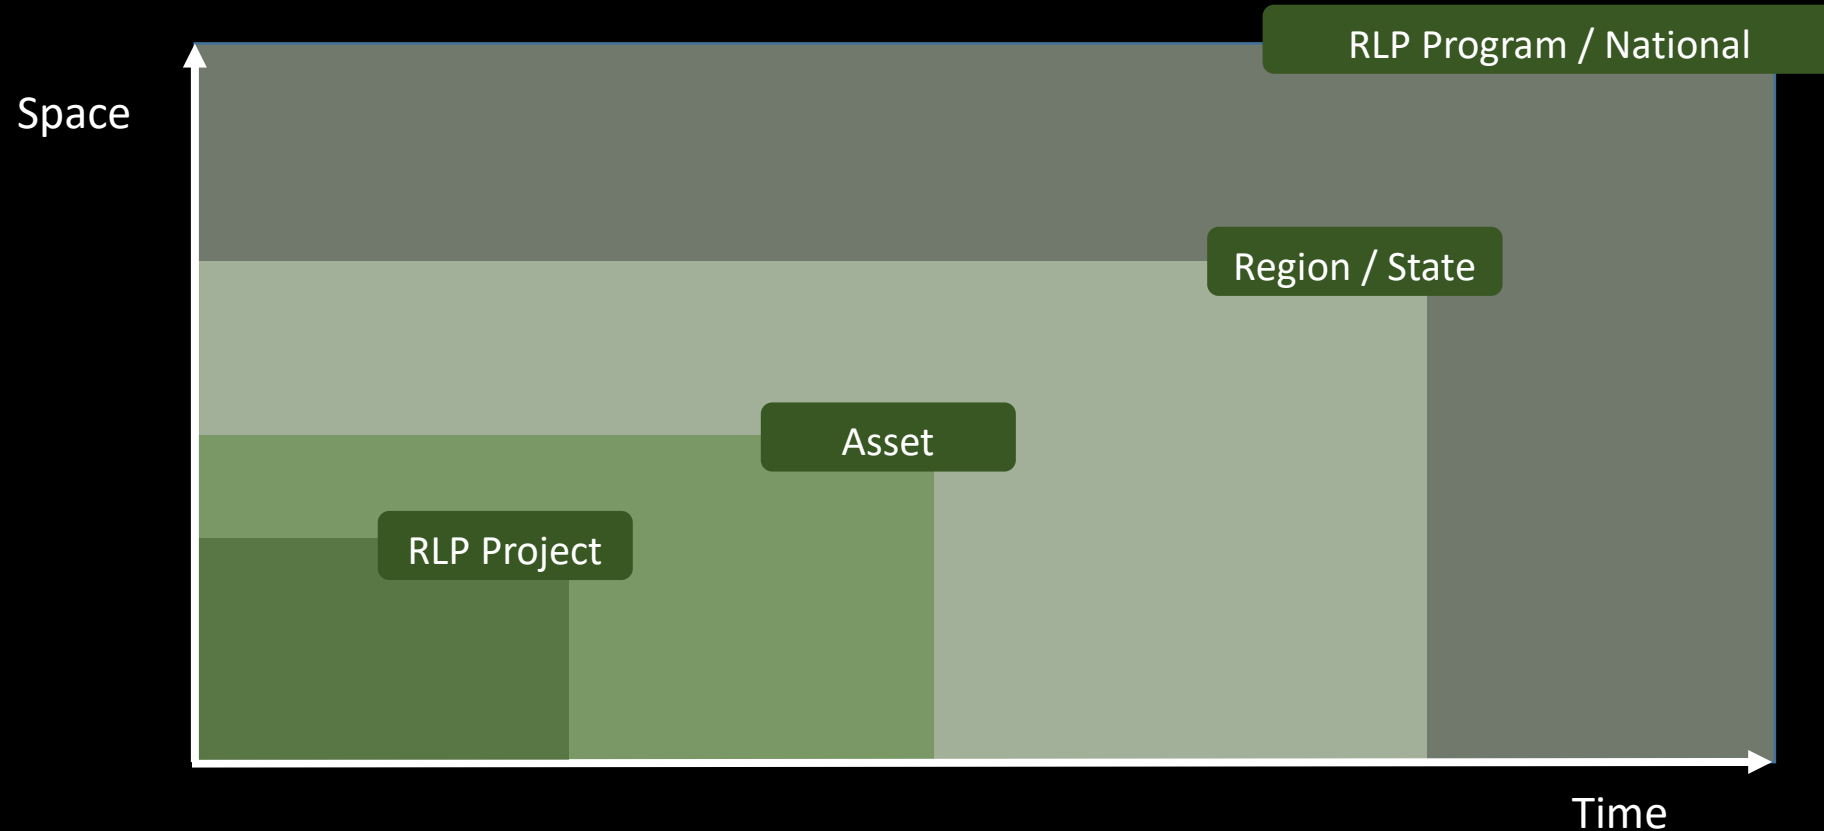 RLP Program / National
Space
Region / State
Asset
RLP Project
Time